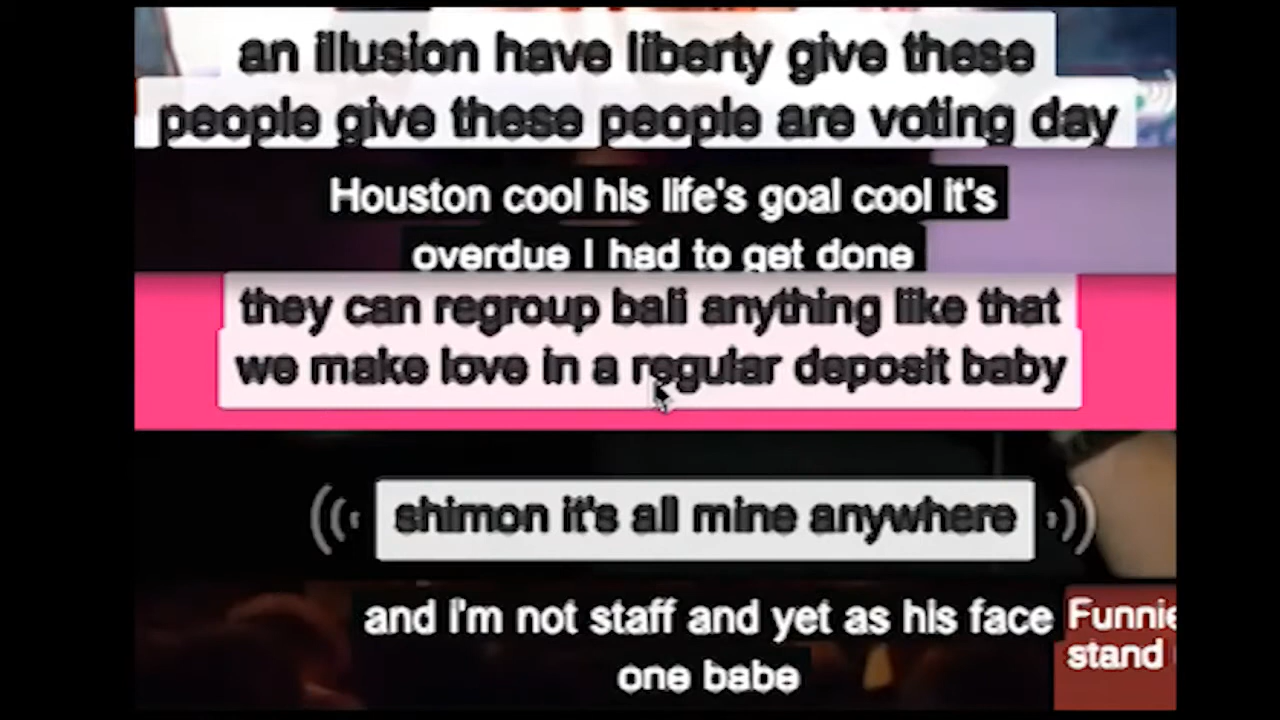 an illusion have liberty give these
people give these people are voting day
Houston cool his life's goal cool it's
overdue I had to get done
they can regroup bali anything like that
we make love in a regular deposit baby
shimon it's all mine anywhere
and I'm not staff and yet as his face
one babe
Funnie
stand